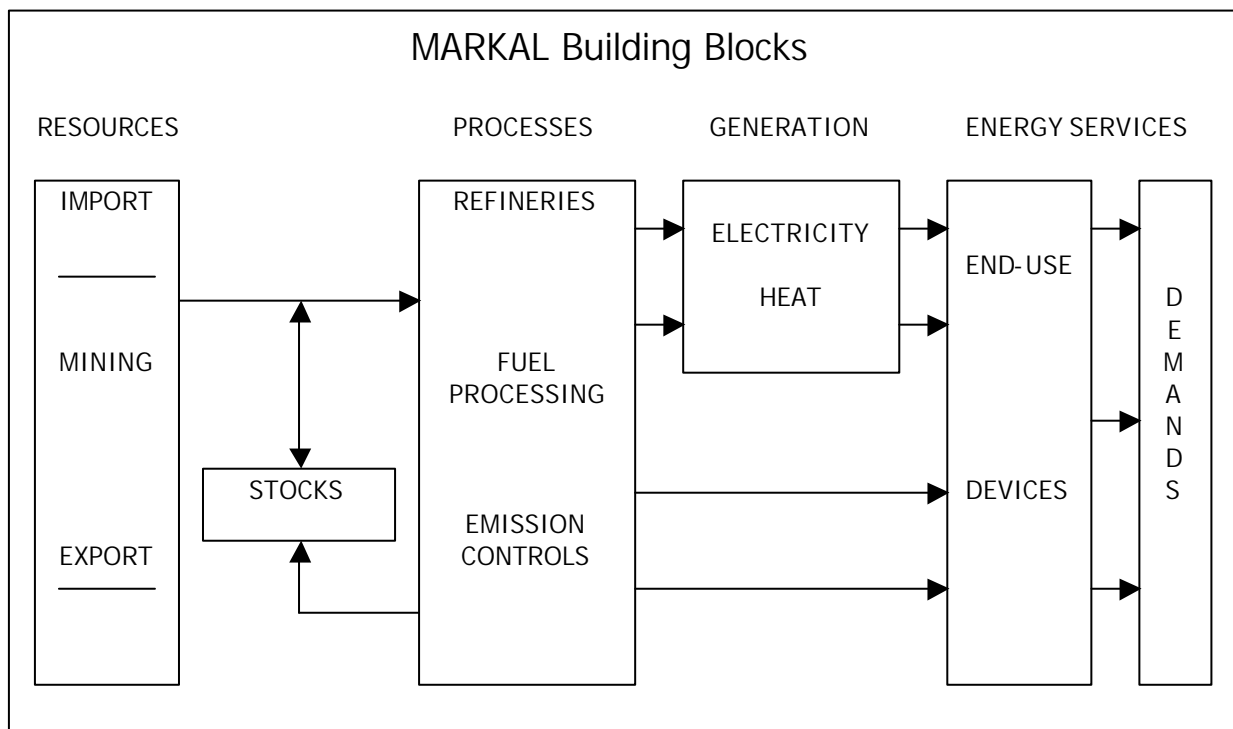 MARKAL Building Blocks
RESOURCES
PROCESSES
GENERATION
ENERGY SERVICES
IMPORT
MINING
EXPORT
STOCKS
REFINERIES
FUEL
PROCESSING
EMISSION
CONTROLS
ELECTRICITY
HEAT
END-USE
DEVICES
D
E
M
A
N
D
S